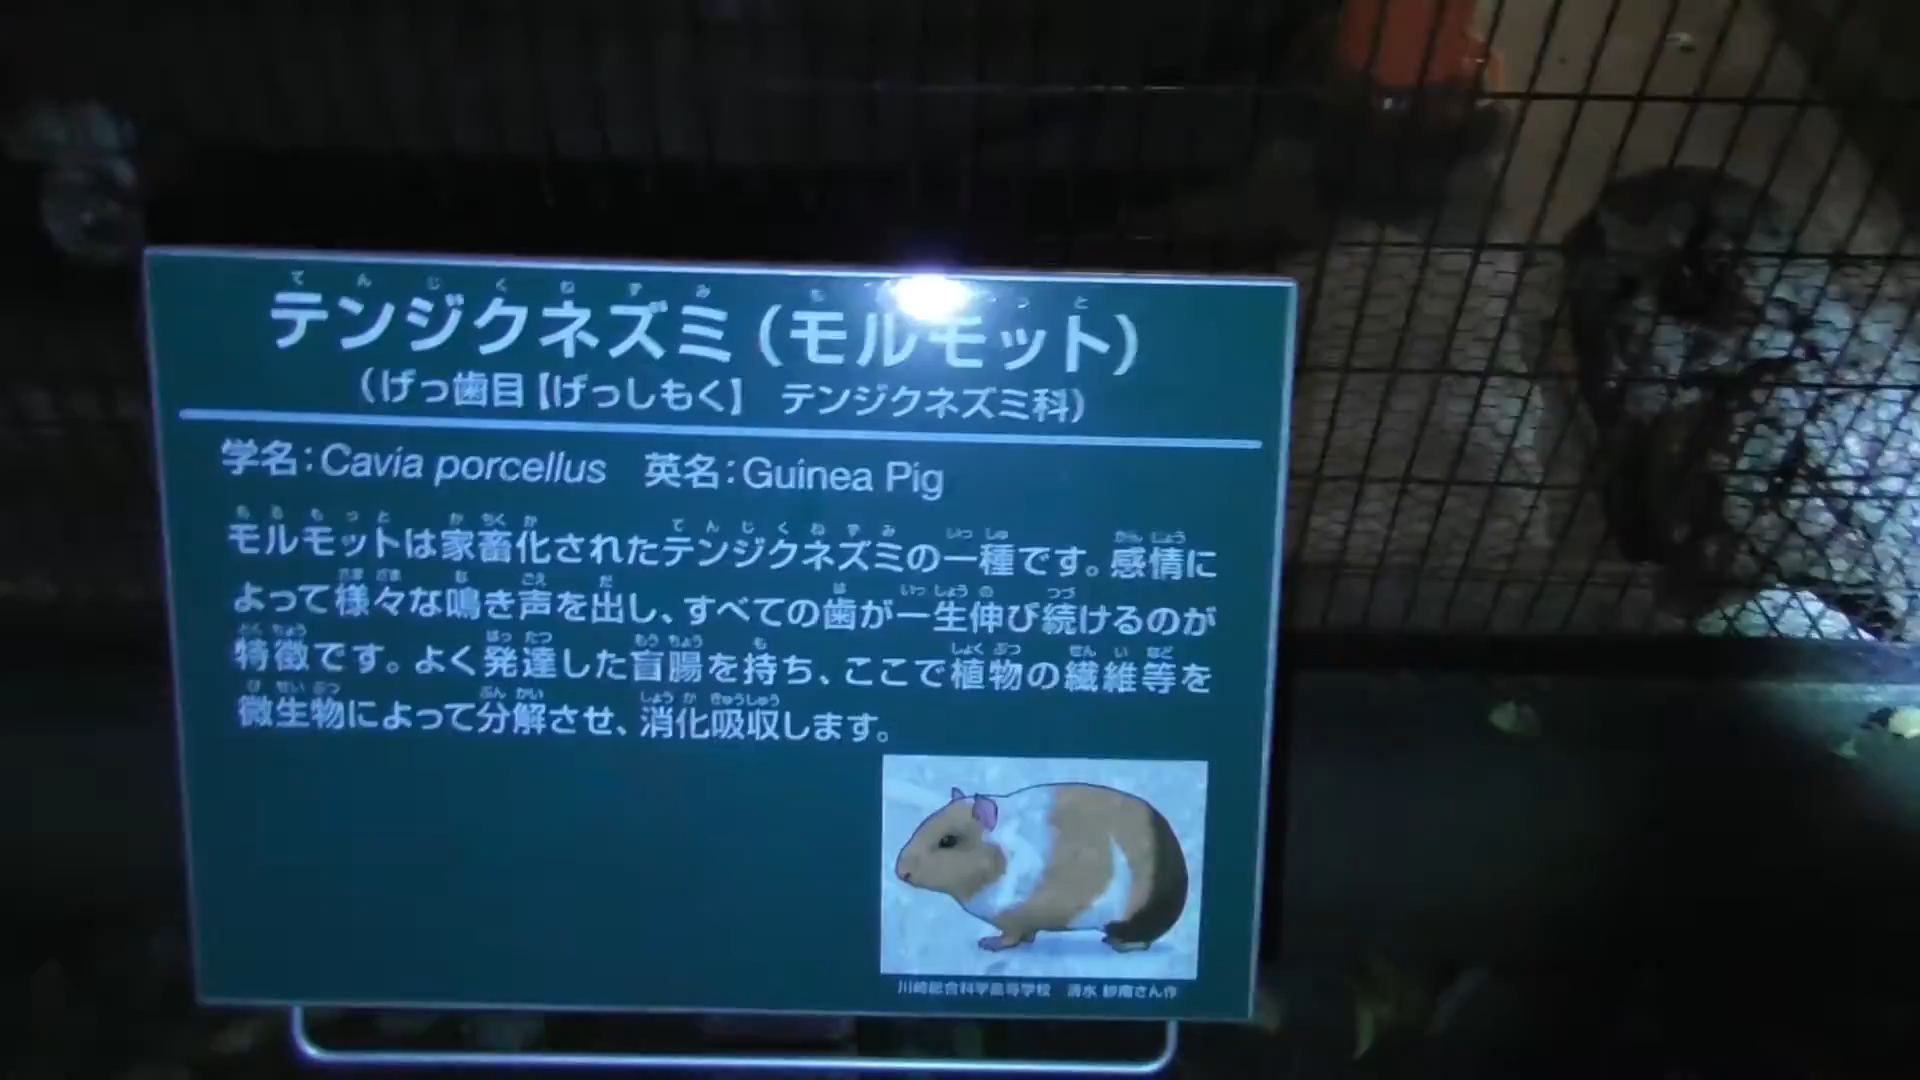 テンジクネズミ（モルモット）
（げっ歯目【げっしもく】　テンジクネズミ科）
学名：Cavia porcellus　英名：Guinea Pig
モルモットは家畜化されたテンジクネズミの一種です。感情に
よって様々な鳴き声を出し、すべての歯が一生伸び続けるのが
特徴です。よく発達した盲腸を持ち、ここで植物の繊維等を
微生物によって分解させ、消化吸収します。
川崎総合科学高等学校　清水 さん作